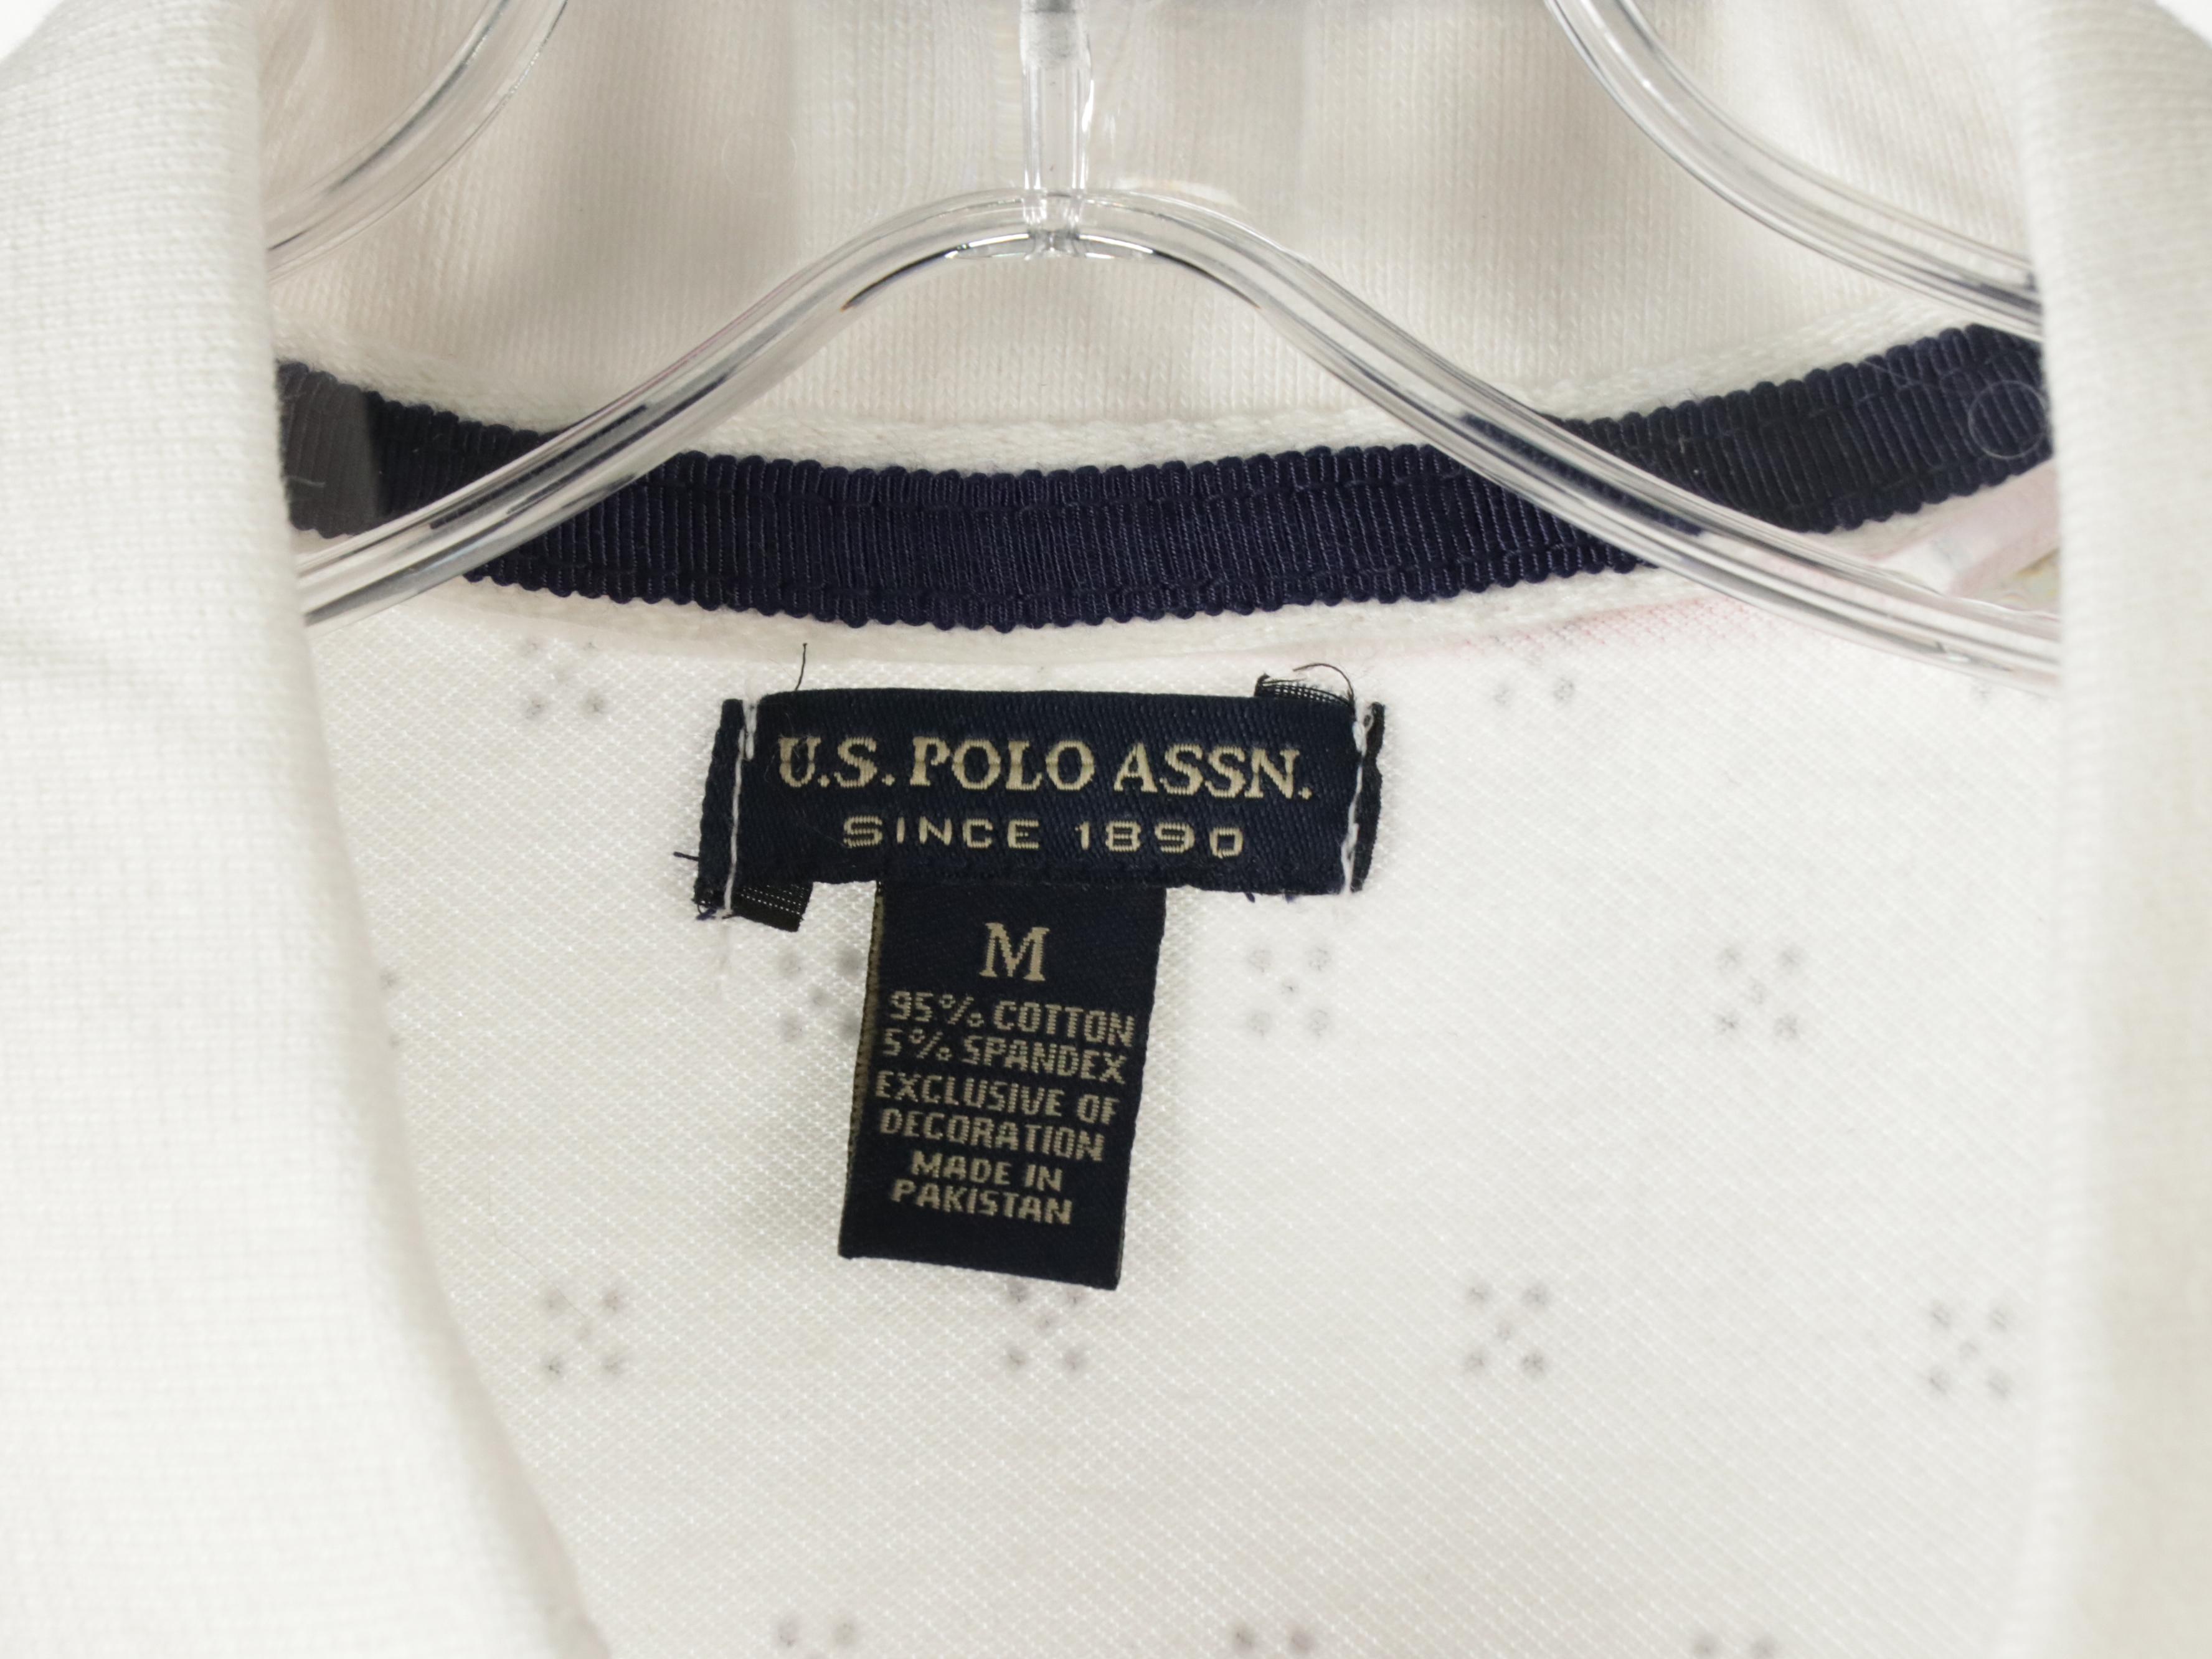 U.S. POLO ASSN.
SINCE 1890
M
95% COTTON
5% SPANDEX
EXCLUSIVE OF
DECORATION
MADE IN
PAKISTAN